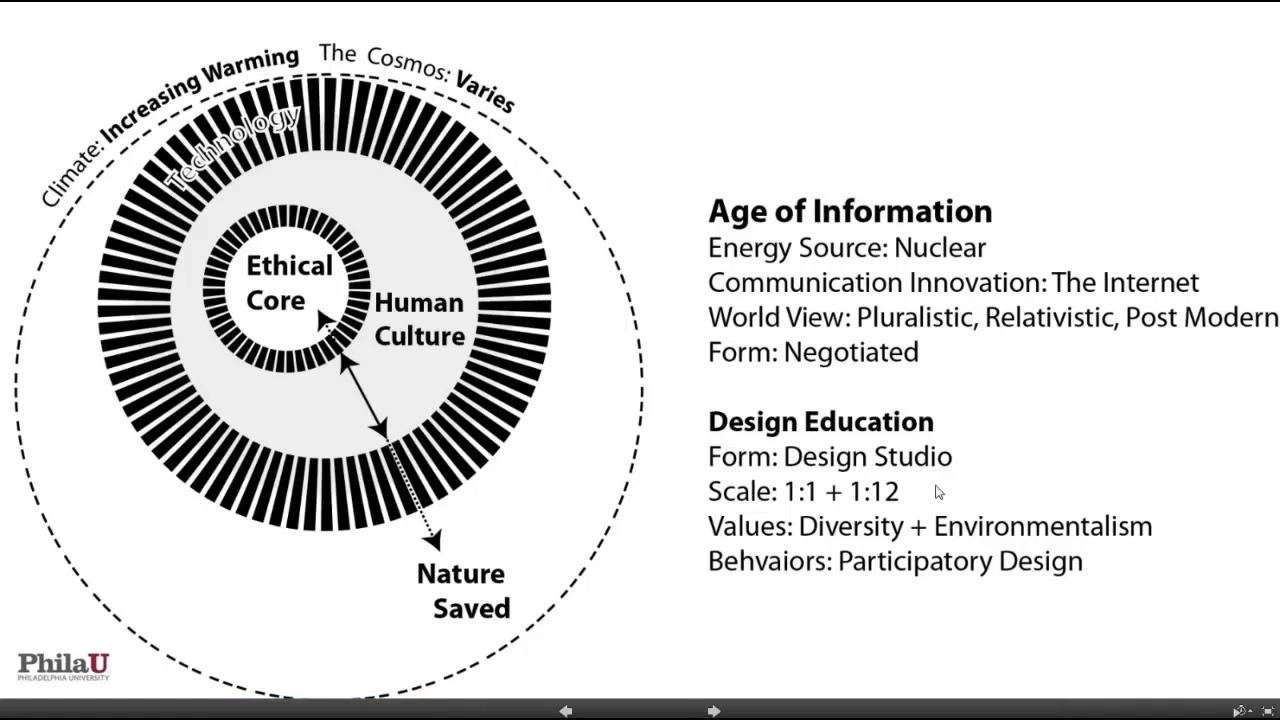 Climate: Increasing Warming
The Cosmos: Varies
Technology
Ethical
Core
Human
Culture
Nature
Saved
Age of Information
Energy Source: Nuclear
Communication Innovation: The Internet
World View: Pluralistic, Relativistic, Post Modern
Form: Negotiated
Design Education
Form: Design Studio
Scale: 1:1 + 1:12
Values: Diversity + Environmentalism
Behvaiors: Participatory Design
PhilaU
PHILADELPHIA UNIVERSITY